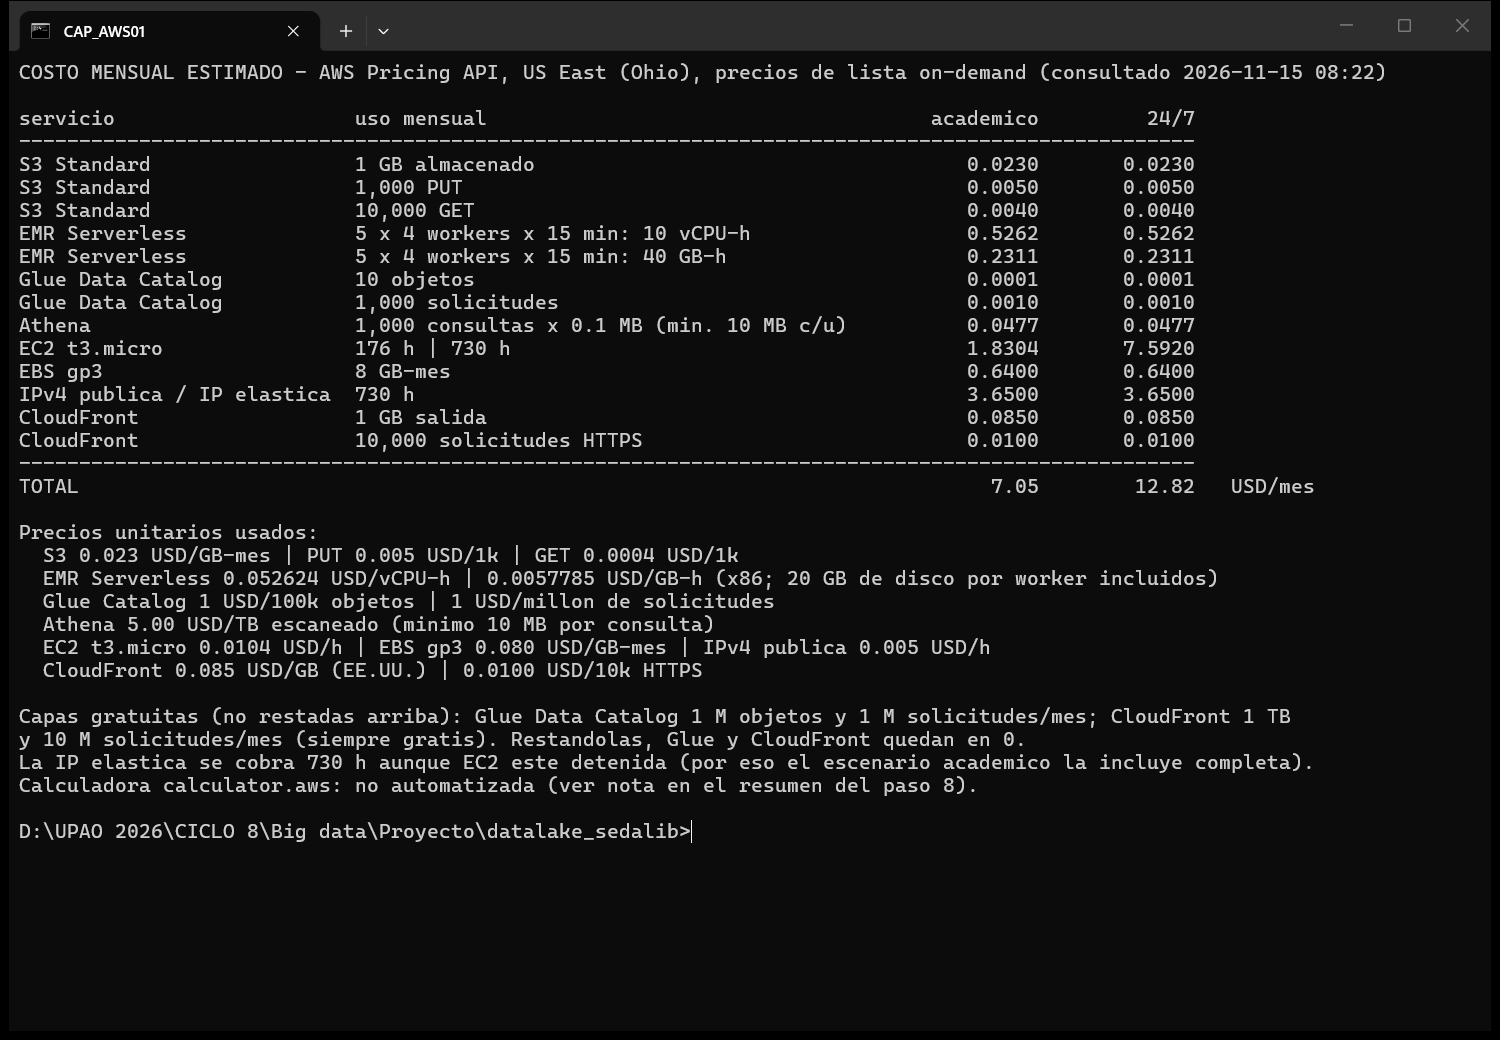 CAP_AWS01
COSTO MENSUAL ESTIMADO - AWS Pricing API, US East (Ohio), precios de lista on-demand (consultado 2026-11-15 08:22)
servicio uso mensual academico 24/7
S3 Standard 1 GB almacenado 0.0230 0.0230
S3 Standard 1,000 PUT 0.0050 0.0050
S3 Standard 10,000 GET 0.0040 0.0040
EMR Serverless 5 x 4 workers x 15 min: 10 vCPU-h 0.5262 0.5262
EMR Serverless 5 x 4 workers x 15 min: 40 GB-h 0.2311 0.2311
Glue Data Catalog 10 objetos 0.0001 0.0001
Glue Data Catalog 1,000 solicitudes 0.0010 0.0010
Athena 1,000 consultas x 0.1 MB (min. 10 MB c/u) 0.0477 0.0477
EC2 t3.micro 176 h | 730 h 1.8304 7.5920
EBS gp3 8 GB-mes 0.6400 0.6400
IPv4 publica / IP elastica 730 h 3.6500 3.6500
CloudFront 1 GB salida 0.0850 0.0850
CloudFront 10,000 solicitudes HTTPS 0.0100 0.0100
TOTAL 7.05 12.82 USD/mes
Precios unitarios usados:
S3 0.023 USD/GB-mes | PUT 0.005 USD/1k | GET 0.0004 USD/1k
EMR Serverless 0.052624 USD/vCPU-h | 0.0057785 USD/GB-h (x86; 20 GB de disco por worker incluidos)
Glue Catalog 1 USD/100k objetos | 1 USD/millon de solicitudes
Athena 5.00 USD/TB escaneado (minimo 10 MB por consulta)
EC2 t3.micro 0.0104 USD/h | EBS gp3 0.080 USD/GB-mes | IPv4 publica 0.005 USD/h
CloudFront 0.085 USD/GB (EE.UU.) | 0.0100 USD/10k HTTPS
Capas gratuitas (no restadas arriba): Glue Data Catalog 1 M objetos y 1 M solicitudes/mes; CloudFront 1 TB
y 10 M solicitudes/mes (siempre gratis). Restandolas, Glue y CloudFront quedan en 0.
La IP elastica se cobra 730 h aunque EC2 este detenida (por eso el escenario academico la incluye completa).
Calculadora calculator.aws: no automatizada (ver nota en el resumen del paso 8).
D:\UPAO 2026\CICLO 8\Big data\Proyecto\datalake_sedalib>